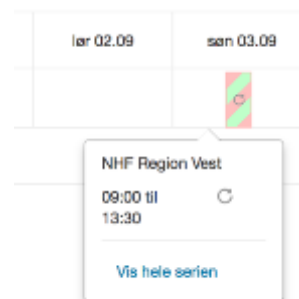 lør 02.09
søn 03.09
NHF Region Vest
09:00 til
13:30
Vis hele serien